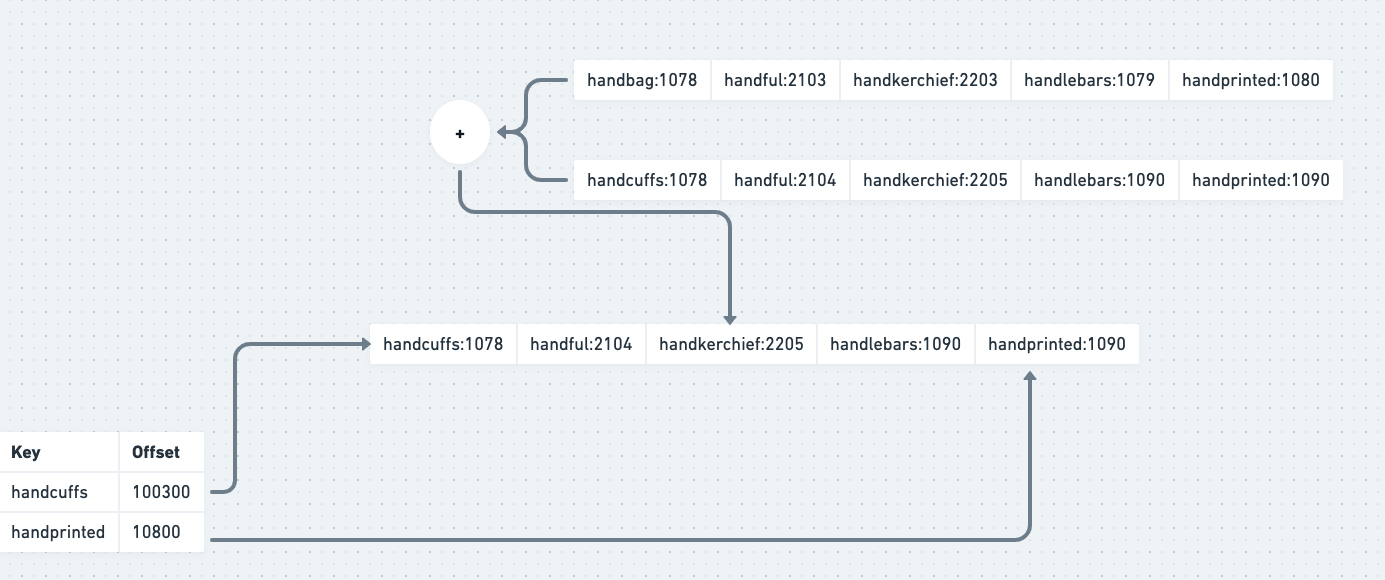 handbag:1078 handful:2103 handkerchief:2203 handlebars:1079 handprinted:1080
+
handcuffs:1078 handful:2104 handkerchief:2205 handlebars:1090 handprinted:1090
handcuffs:1078 handful:2104 handkerchief:2205 handlebars:1090 handprinted:1090
Key Offset
handcuffs 100300
handprinted 10800